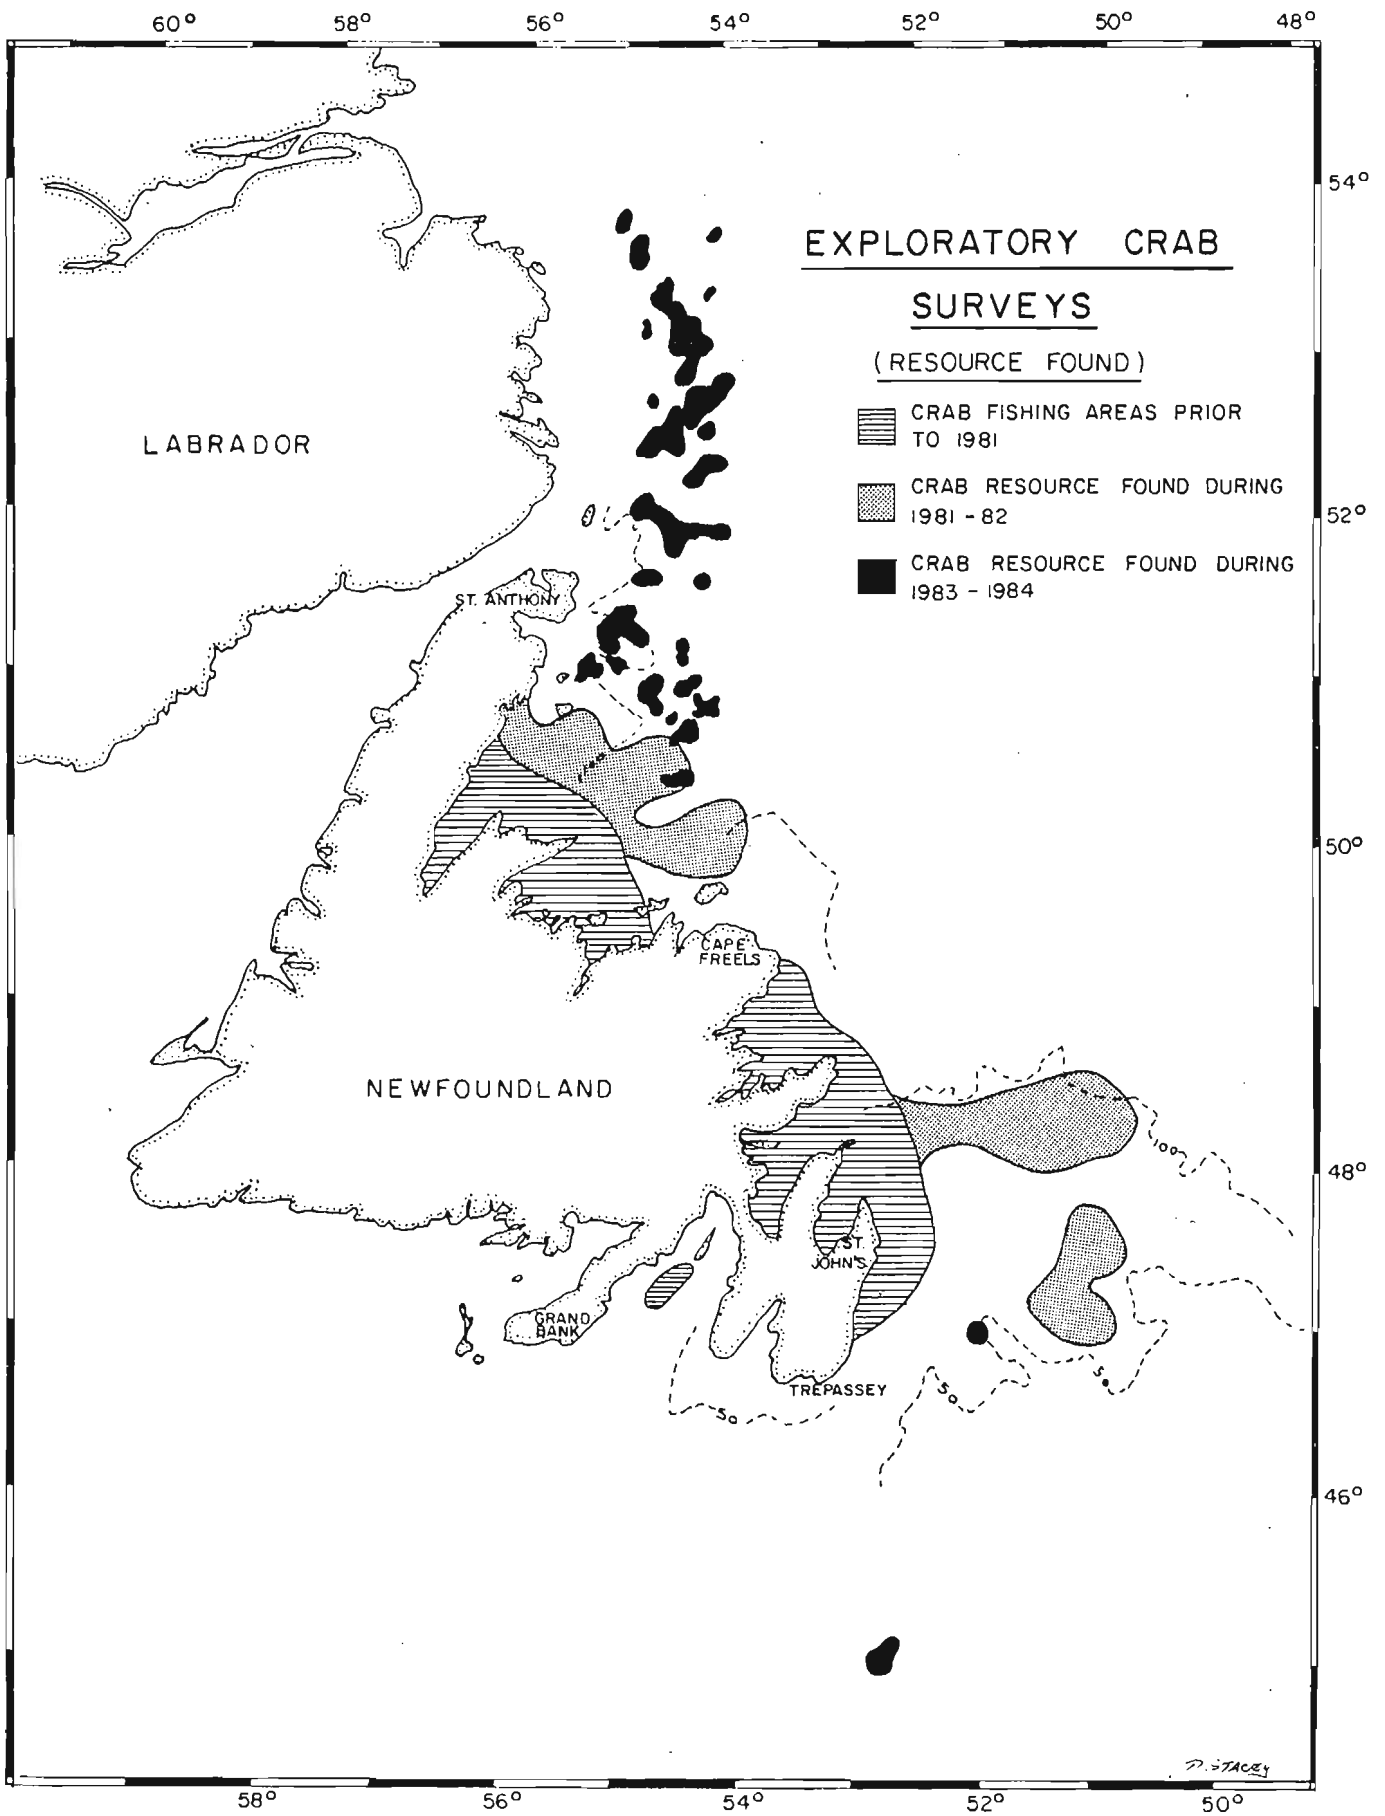 60° 58° 56° 54° 52° 50° 48°
54°
EXPLORATORY CRAB
SURVEYS
(RESOURCE FOUND)
CRAB FISHING AREAS PRIOR
TO 1981
LABRADOR
CRAB RESOURCE FOUND DURING
1981 - 82
52°
CRAB RESOURCE FOUND DURING
1983 - 1984
ST. ANTHONY
100
50°
CAPE
FREELS
NEWFOUNDLAND
100
48°
ST.
JOHN'S
GRAND
BANK
TREPASSEY
50
50
50
46°
D. STACEY
58° 56° 54° 52° 50°